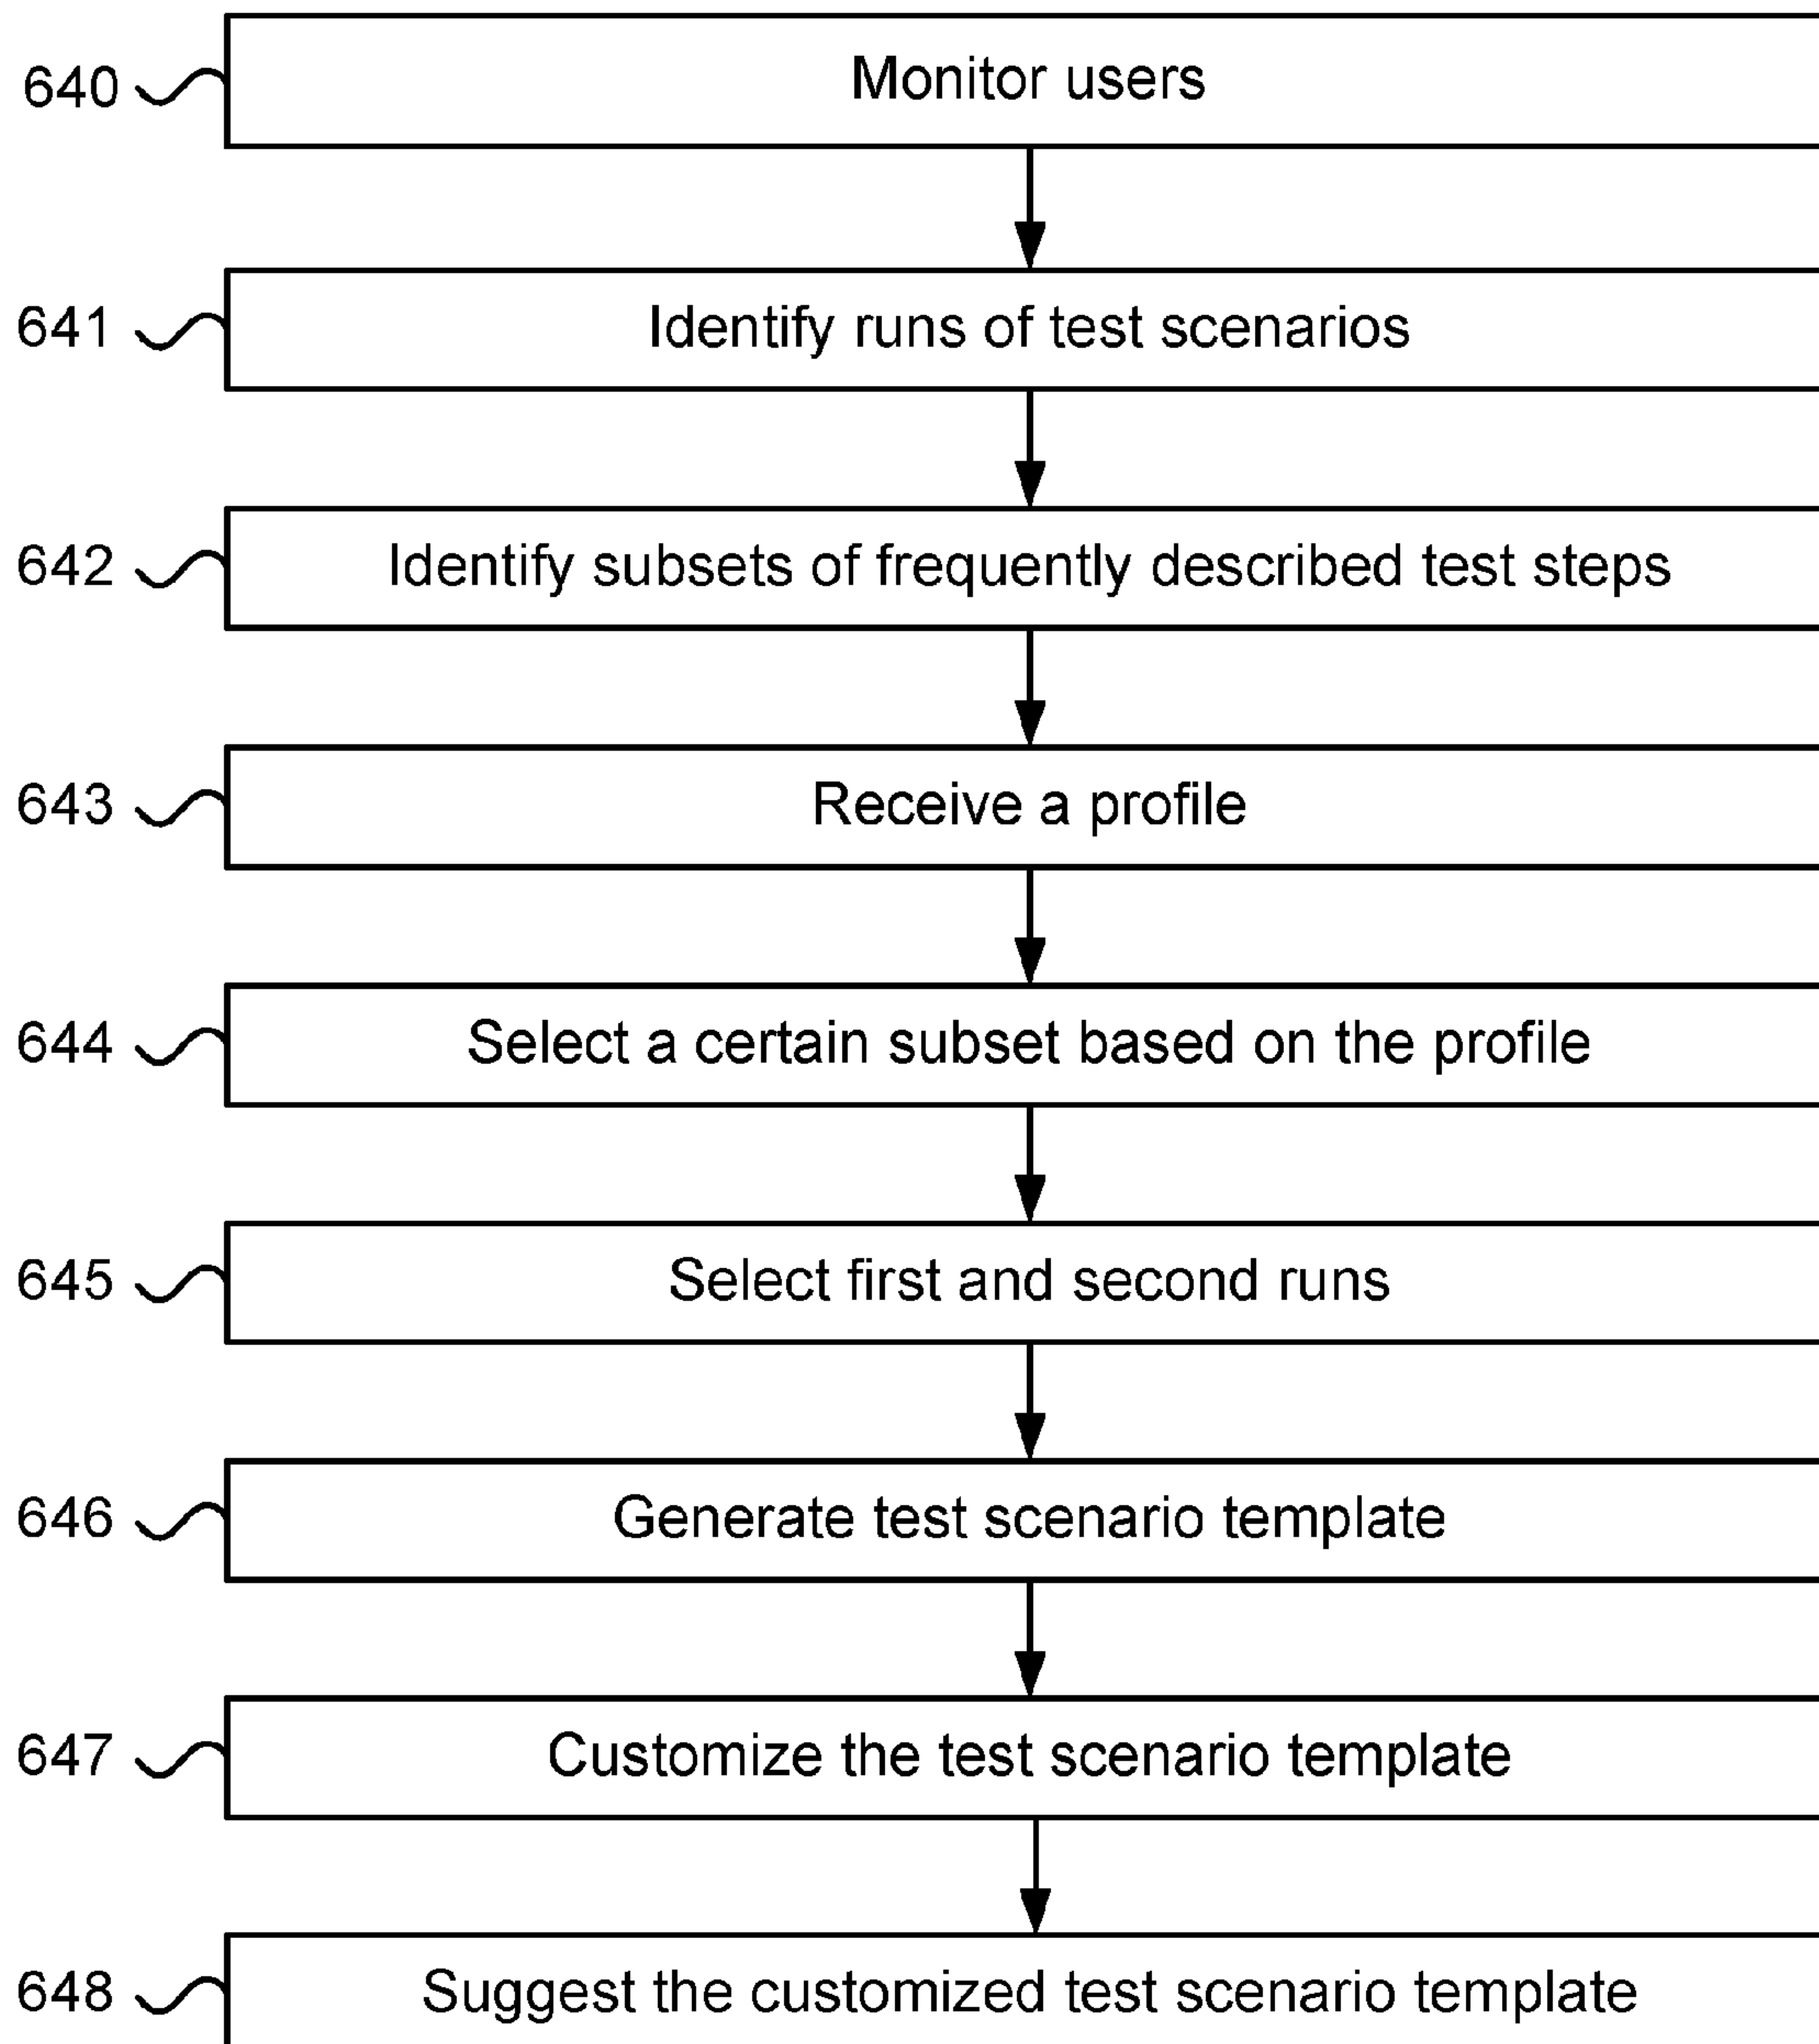 640 Monitor users
641 Identify runs of test scenarios
642 Identify subsets of frequently described test steps
643 Receive a profile
644 Select a certain subset based on the profile
645 Select first and second runs
646 Generate test scenario template
647 Customize the test scenario template
648 Suggest the customized test scenario template